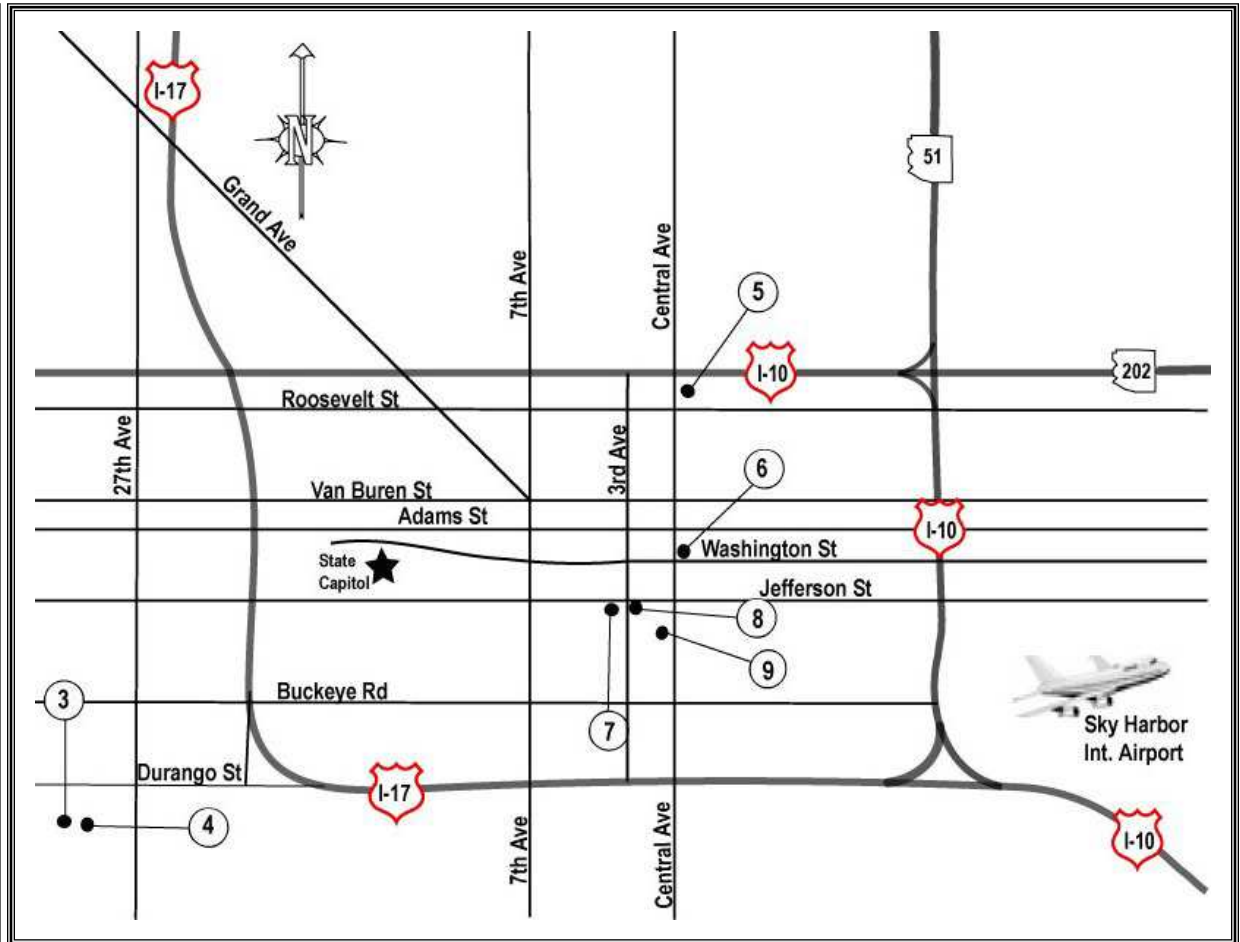 I-17
N
51
Grand Ave
7th Ave
Central Ave
5
I-10
202
Roosevelt St
27th Ave
3rd Ave
6
Van Buren St
Adams St
I-10
Washington St
State
Capitol
Jefferson St
8
9
3
Buckeye Rd
7
Sky Harbor
Int. Airport
Durango St
I-17
4
7th Ave
Central Ave
I-10